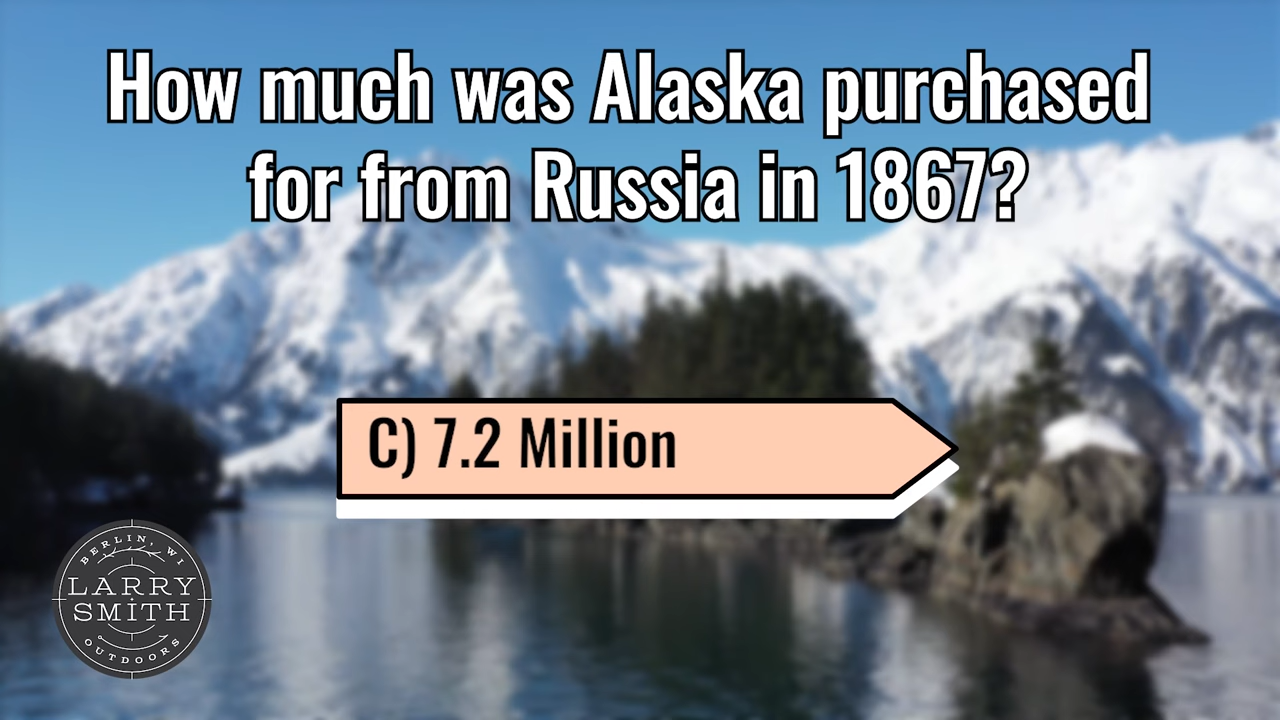 How much was Alaska purchased
for from Russia in 1867?
C) 7.2 Million
BERLIN, WI
LARRY
SMITH
OUTDOORS